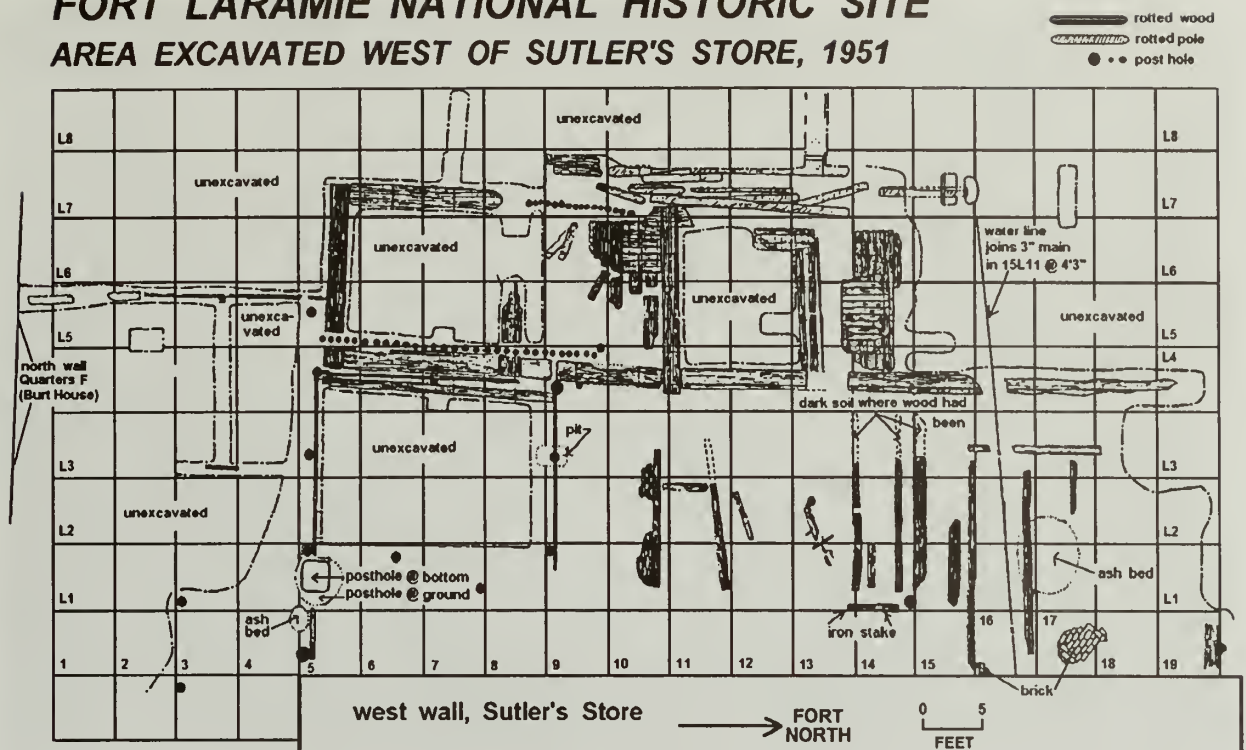 FORT LARAMIE NATIONAL HISTORIC SITE
AREA EXCAVATED WEST OF SUTLER'S STORE, 1951
rotted wood
rotted pole
post hole
unexcavated
L8
L8
unexcavated
L7
L7
unexcavated
water line
joins 3" main
in 15L11 @ 4'3"
L6
L6
unexcavated
unexca-
vated
unexcavated
L5
L5
L4
north wall
Quarters F
(Burt House)
dark soil where wood had
been
pit
unexcavated
L3
L3
unexcavated
L2
L2
posthole @ bottom
ash bed
posthole @ ground
L1
L1
ash
bed
iron stake
1 2 3 4 5 6 7 8 9 10 11 12 13 14 15 16 17 18 19
brick
west wall, Sutler's Store
FORT
NORTH
0 5
FEET